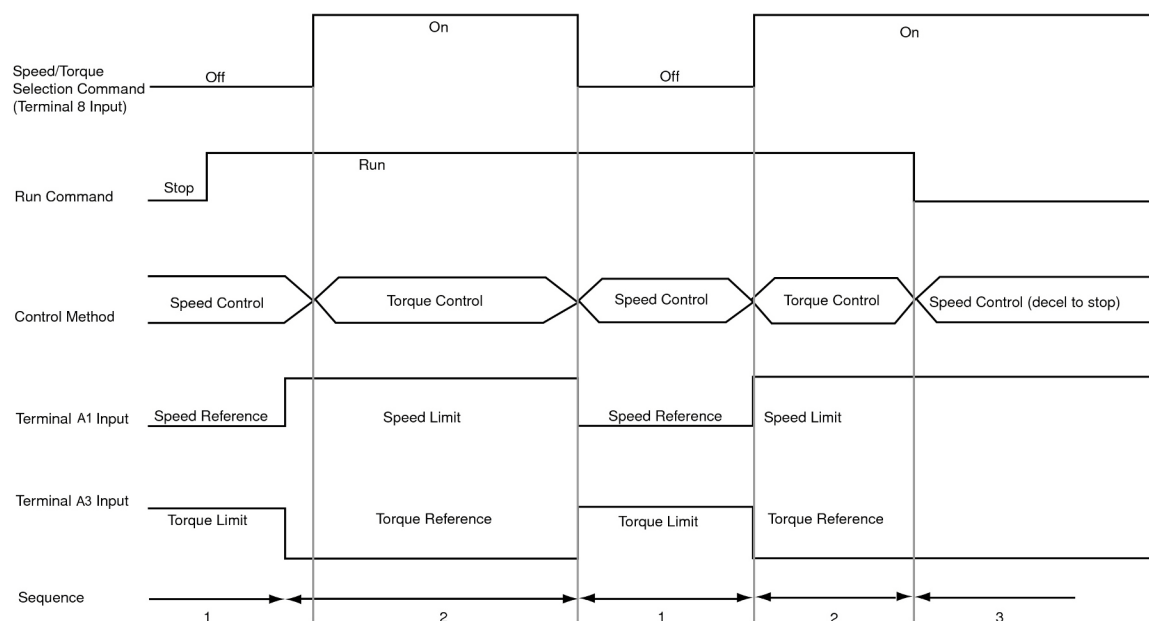 On
On
Speed/Torque
Selection Command
(Terminal 8 Input)
Off
Off
Run
Stop
Run Command
Speed Control
Torque Control
Speed Control
Torque Control
Speed Control (decel to stop)
Control Method
Terminal A1 Input
Speed Reference
Speed Limit
Speed Reference
Speed Limit
Terminal A3 Input
Torque Limit
Torque Reference
Torque Limit
Torque Reference
Sequence
1
2
1
2
3